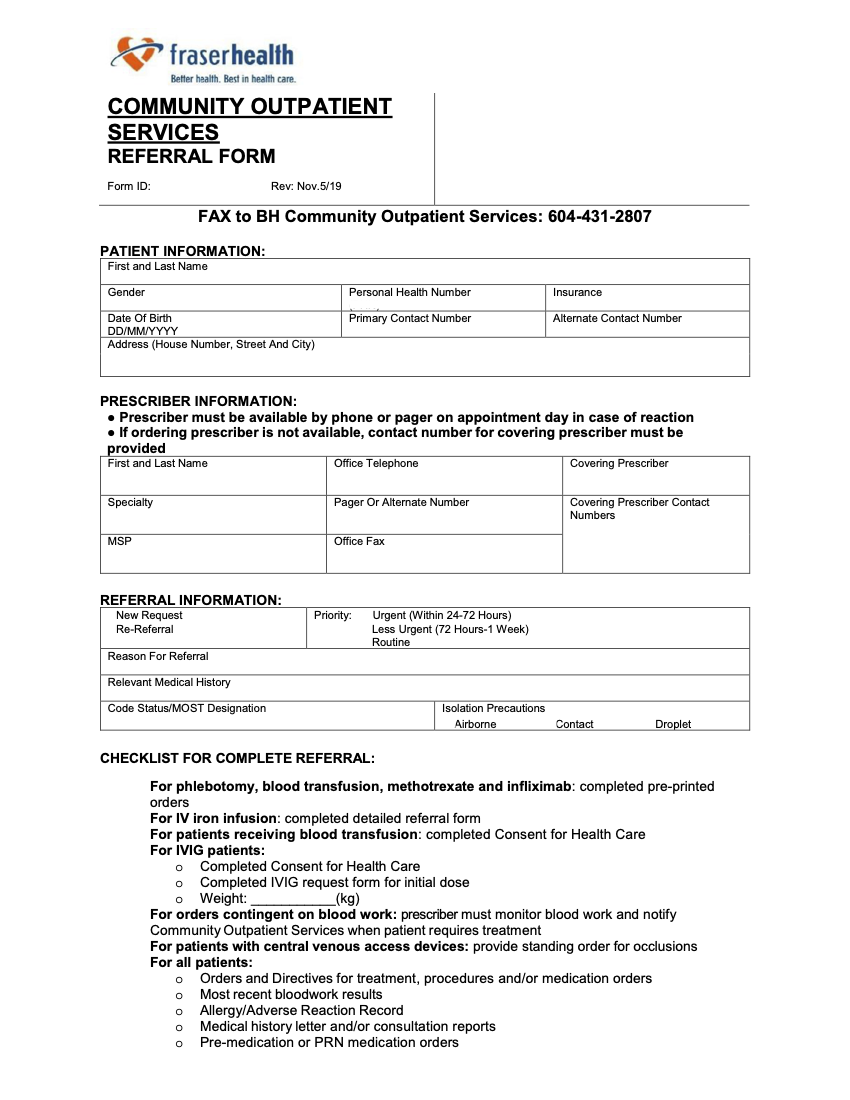 fraserhealth
Better health. Best in health care.
COMMUNITY OUTPATIENT
SERVICES
REFERRAL FORM
Form ID: Rev: Nov.5/19
FAX to BH Community Outpatient Services: 604-431-2807
PATIENT INFORMATION:
First and Last Name
Gender Personal Health Number Insurance
Date Of Birth Primary Contact Number Alternate Contact Number
DD/MM/YYYY
Address (House Number, Street And City)
PRESCRIBER INFORMATION:
● Prescriber must be available by phone or pager on appointment day in case of reaction
● If ordering prescriber is not available, contact number for covering prescriber must be
provided
First and Last Name Office Telephone Covering Prescriber
Specialty Pager Or Alternate Number Covering Prescriber Contact
Numbers
MSP Office Fax
REFERRAL INFORMATION:
New Request Priority: Urgent (Within 24-72 Hours)
Re-Referral Less Urgent (72 Hours-1 Week)
Routine
Reason For Referral
Relevant Medical History
Code Status/MOST Designation Isolation Precautions
Airborne Contact Droplet
CHECKLIST FOR COMPLETE REFERRAL:
For phlebotomy, blood transfusion, methotrexate and infliximab: completed pre-printed
orders
For IV iron infusion: completed detailed referral form
For patients receiving blood transfusion: completed Consent for Health Care
For IVIG patients:
o Completed Consent for Health Care
o Completed IVIG request form for initial dose
o Weight: ___________(kg)
For orders contingent on blood work: prescriber must monitor blood work and notify
Community Outpatient Services when patient requires treatment
For patients with central venous access devices: provide standing order for occlusions
For all patients:
o Orders and Directives for treatment, procedures and/or medication orders
o Most recent bloodwork results
o Allergy/Adverse Reaction Record
o Medical history letter and/or consultation reports
o Pre-medication or PRN medication orders